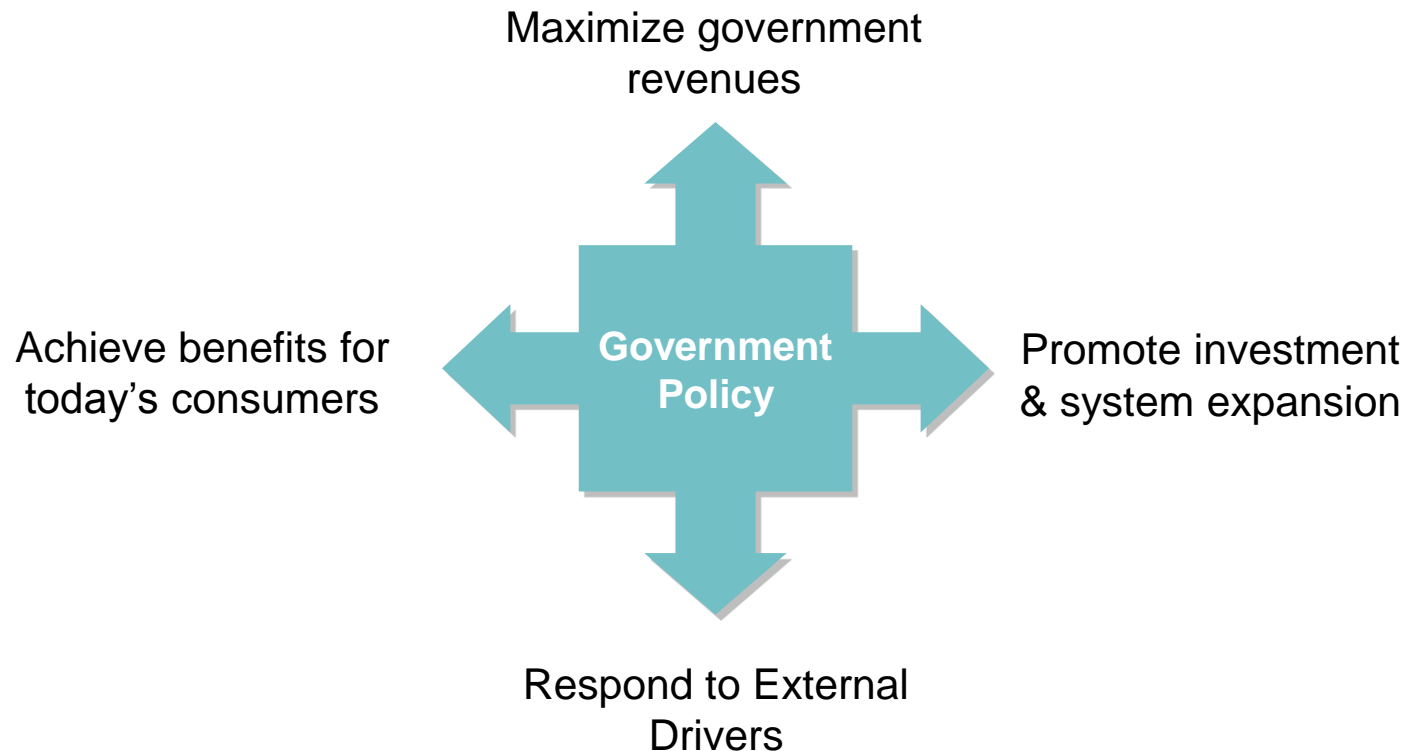 Maximize government
revenues
Achieve benefits for
today’s consumers
Government
Policy
Promote investment
& system expansion
Respond to External
Drivers